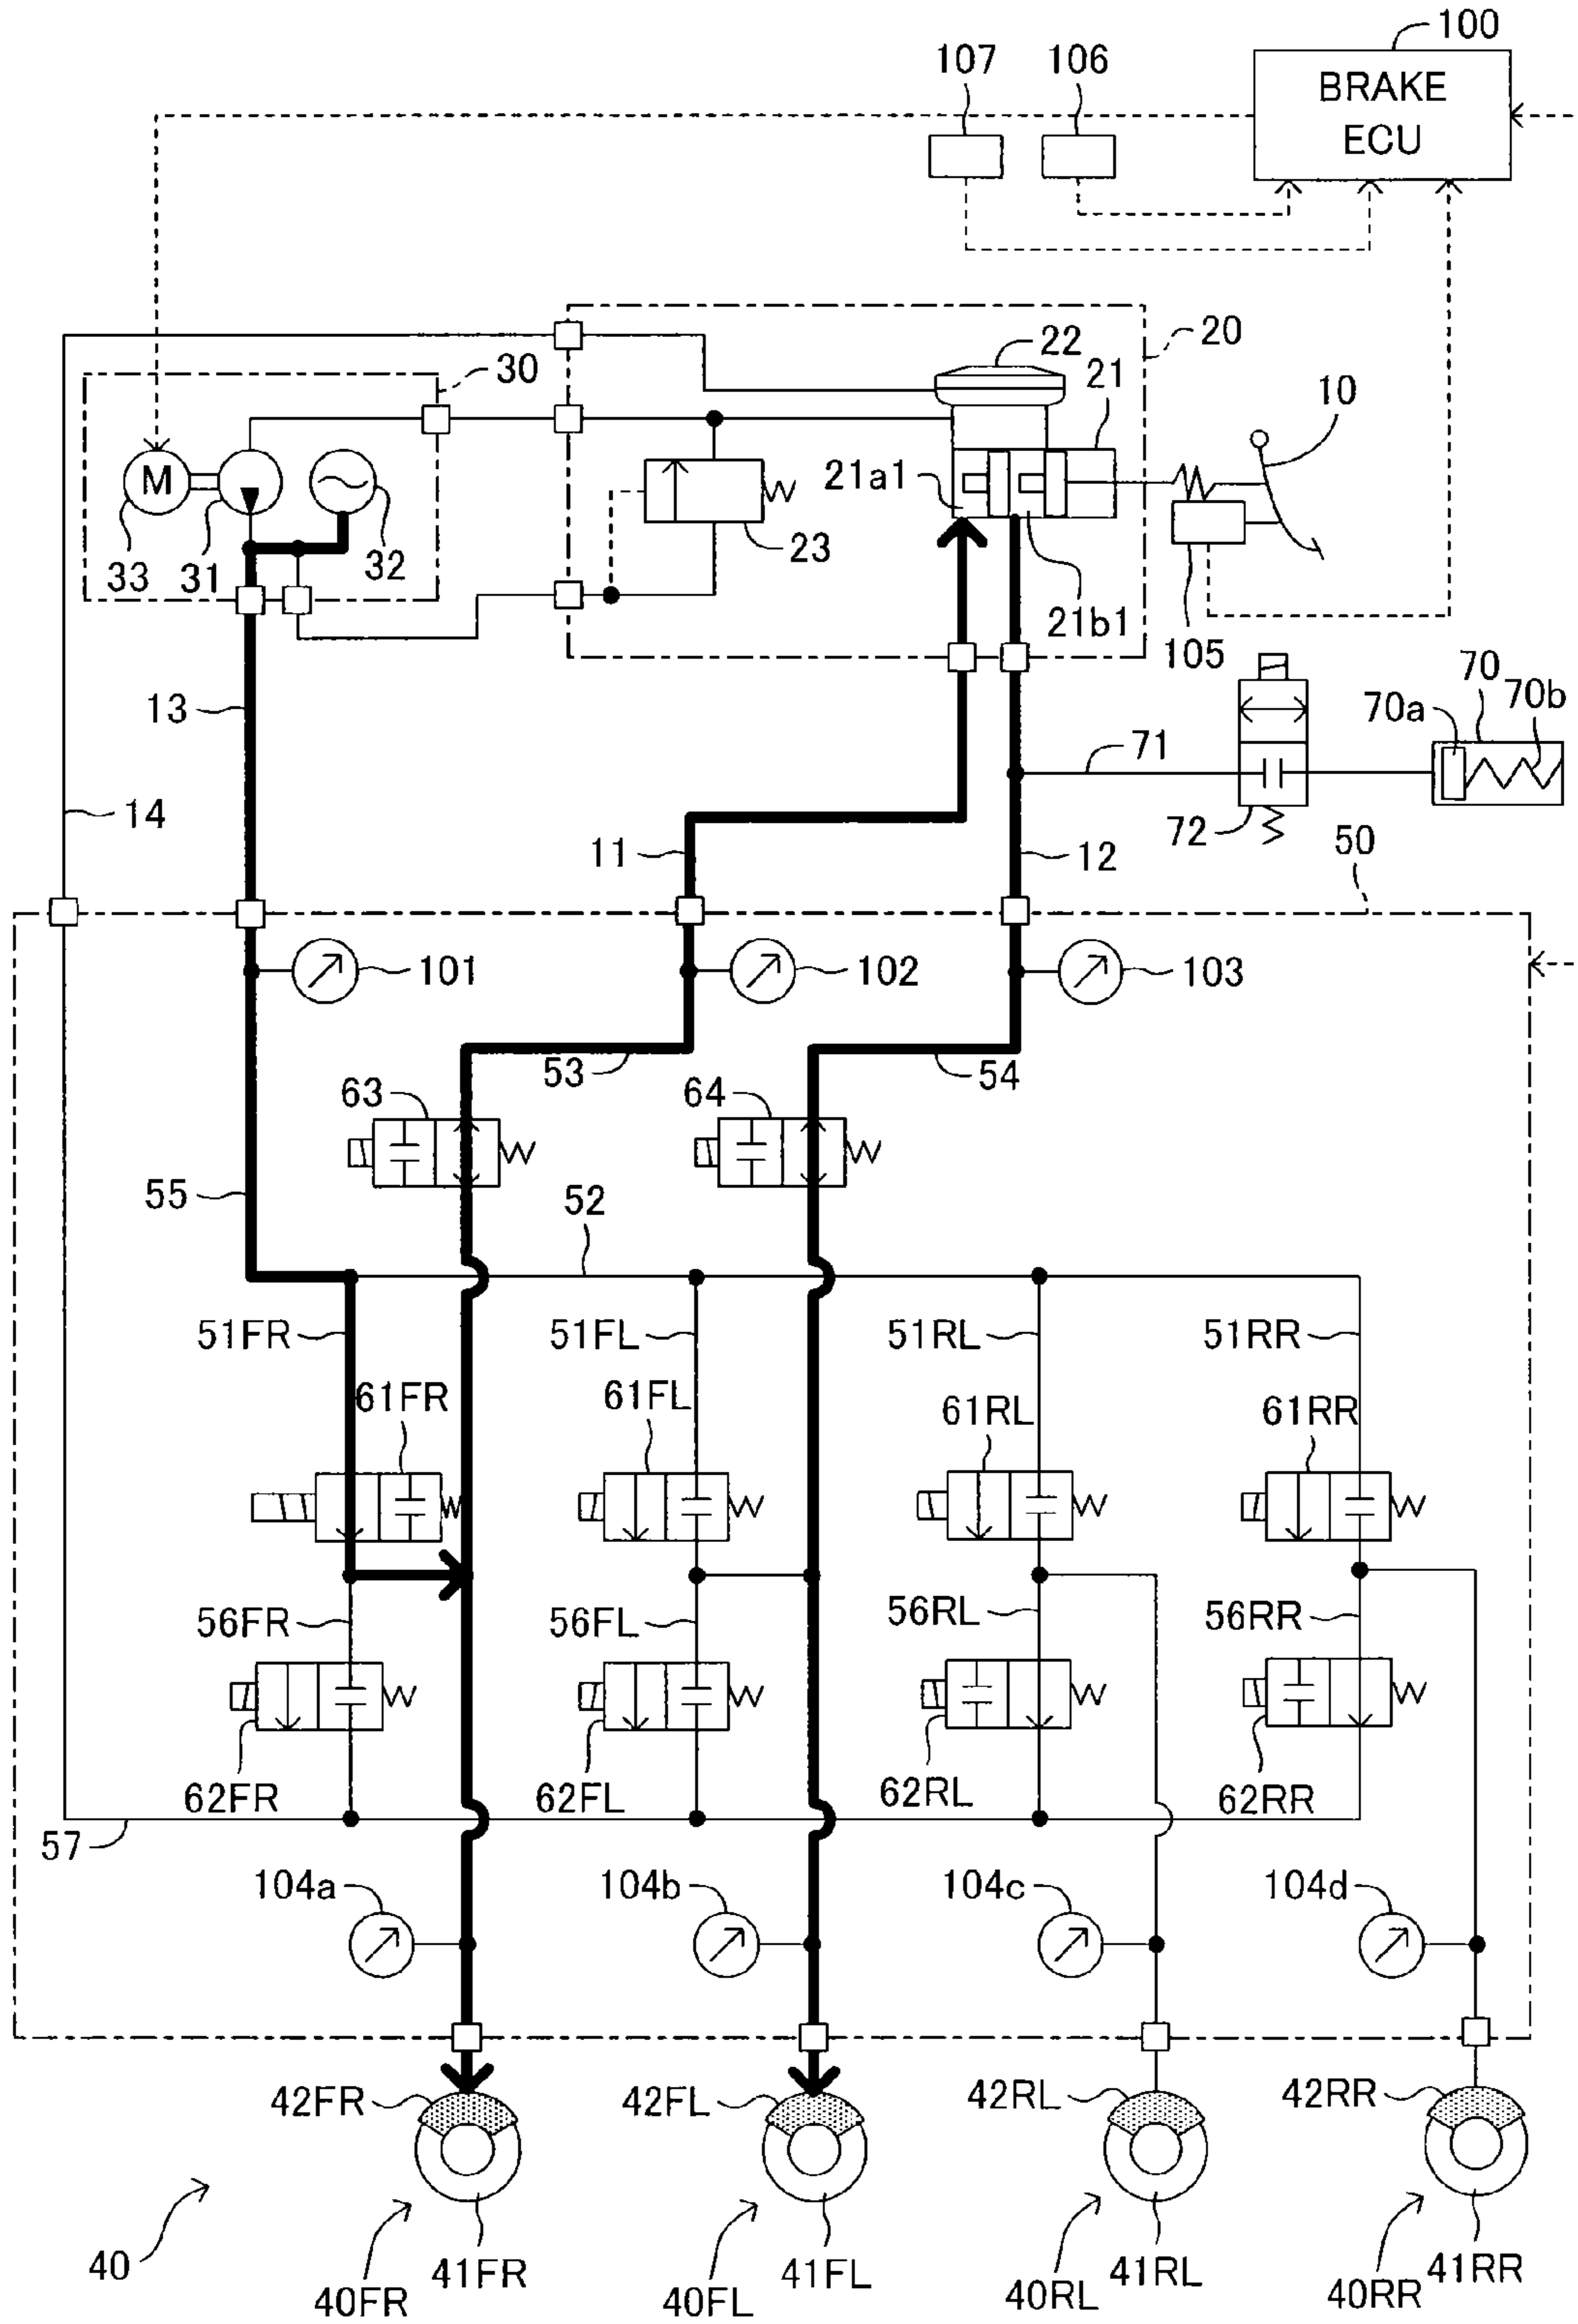 100
107 106
BRAKE
ECU
20
22
30
21
10
M
21a1
33 31 32
23
21b1
105
70
70b
70a
13
71
14
72
50
11
12
101
102
103
53
54
63
64
55
52
51FR
51FL
51RL
51RR
61FR
61FL
61RL
61RR
56FR
56FL
56RL
56RR
62FR
62FL
62RL
62RR
57
104a
104b
104c
104d
42FR
42FL
42RL
42RR
40
41FR
41FL
41RL
41RR
40FR
40FL
40RL
40RR